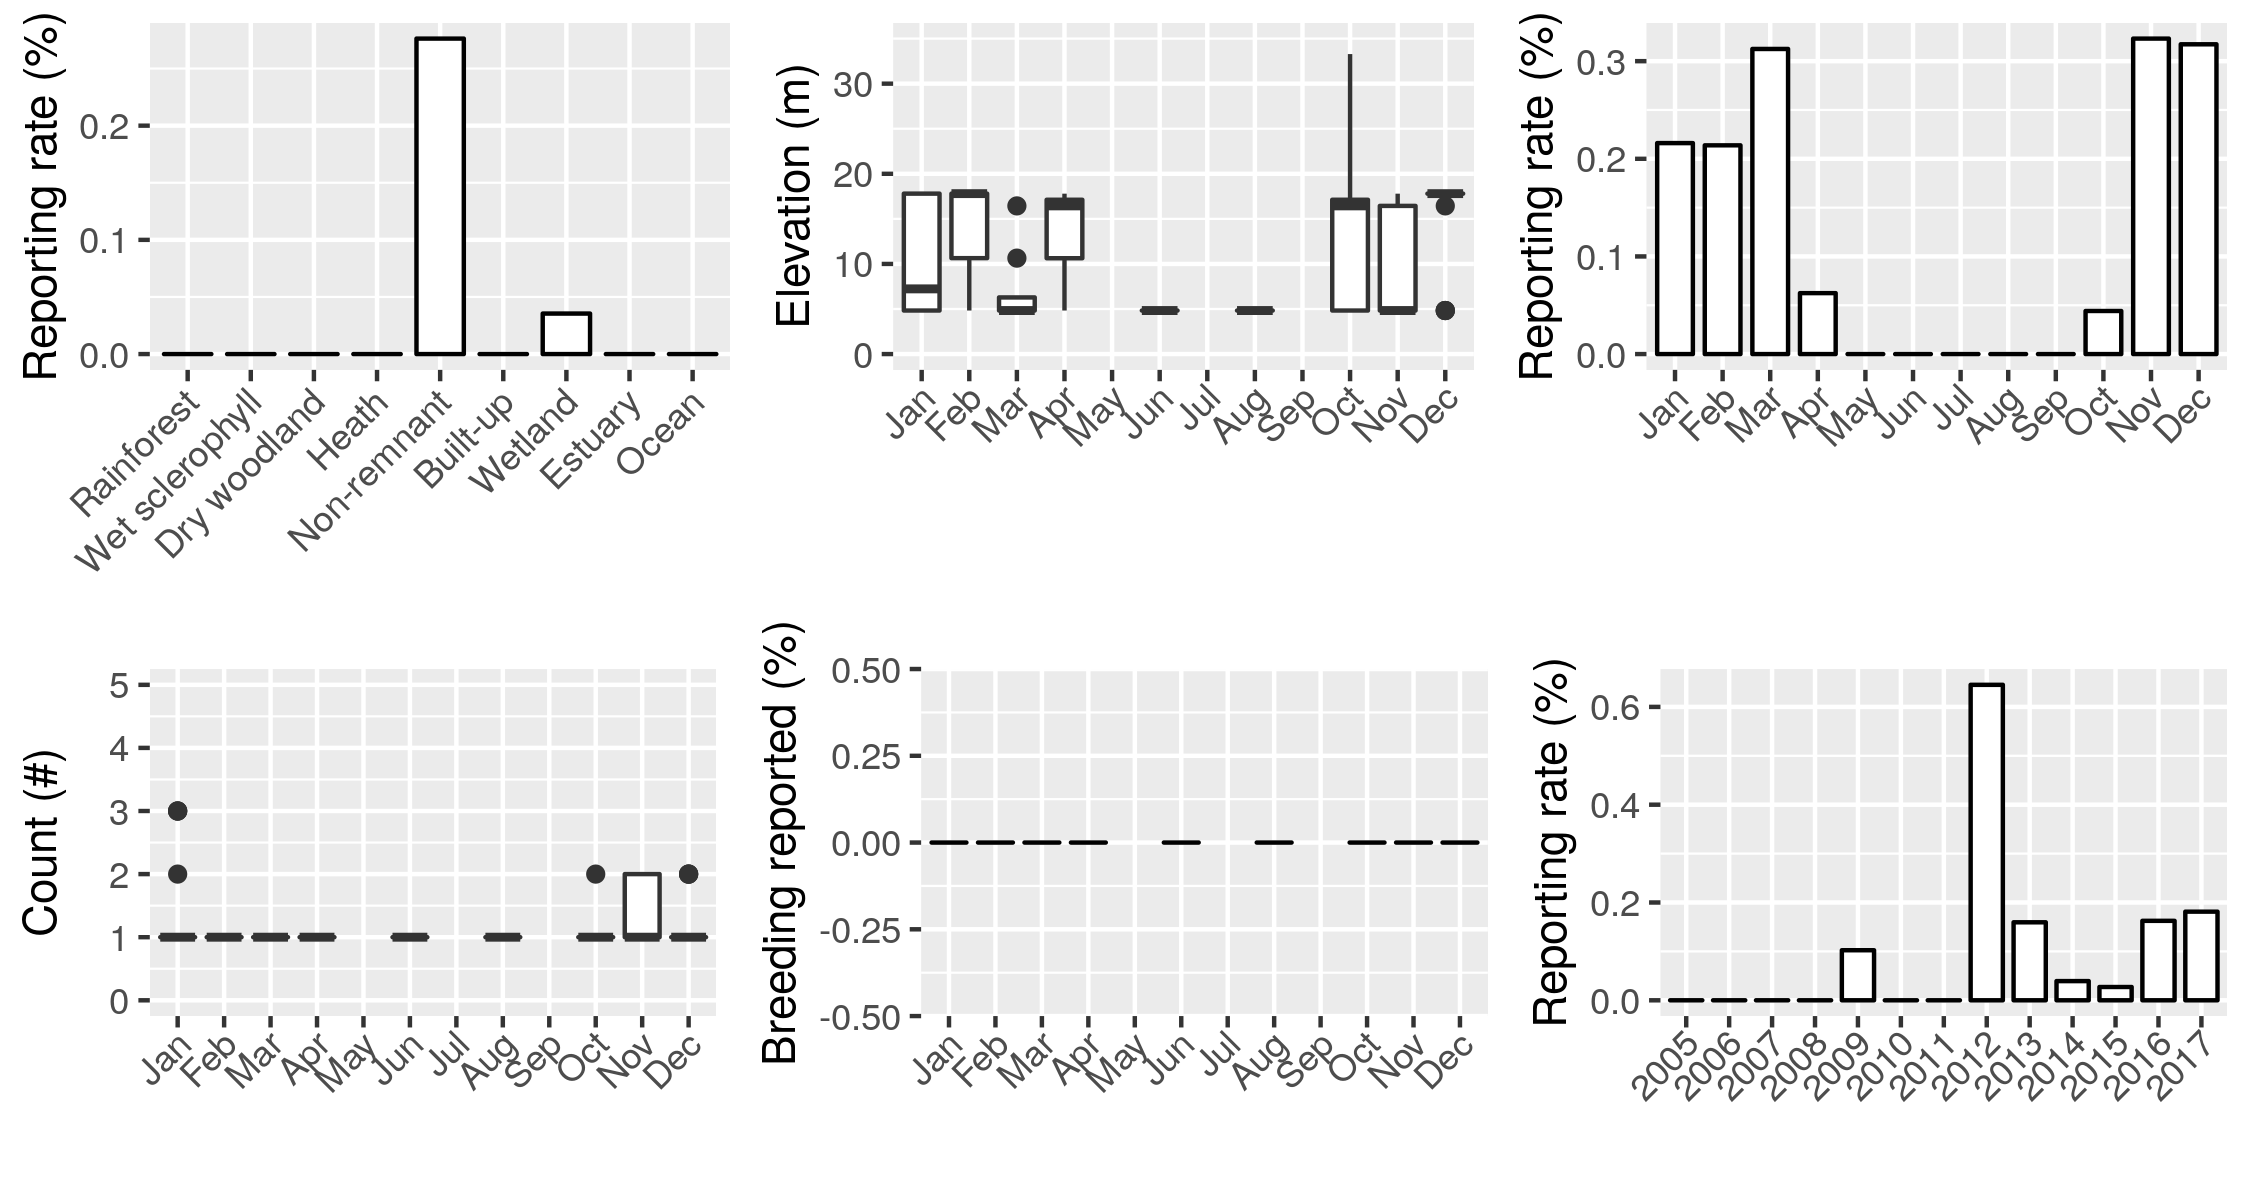 Reporting rate (%)
0.2
0.1
0.0
Rainforest
Wet sclerophyll
Dry woodland
Heath
Non-remnant
Built-up
Wetland
Estuary
Ocean
Elevation (m)
30
20
10
0
Jan
Feb
Mar
Apr
May
Jun
Jul
Aug
Sep
Oct
Nov
Dec
Reporting rate (%)
0.3
0.2
0.1
0.0
Jan
Feb
Mar
Apr
May
Jun
Jul
Aug
Sep
Oct
Nov
Dec
Count (#)
5
4
3
2
1
0
Jan
Feb
Mar
Apr
May
Jun
Jul
Aug
Sep
Oct
Nov
Dec
Breeding reported (%)
0.50
0.25
0.00
-0.25
-0.50
Jan
Feb
Mar
Apr
May
Jun
Jul
Aug
Sep
Oct
Nov
Dec
Reporting rate (%)
0.6
0.4
0.2
0.0
2005
2006
2007
2008
2009
2010
2011
2012
2013
2014
2015
2016
2017